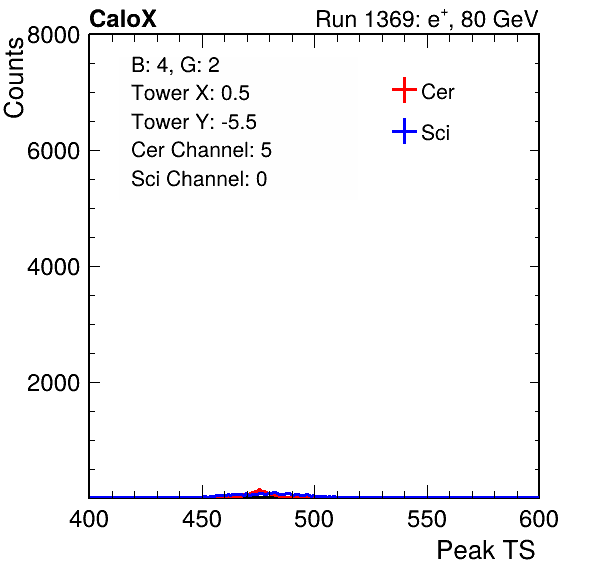 CaloX Run 1369: e+, 80 GeV
Counts
8000
6000
4000
2000
B: 4, G: 2
Tower X: 0.5
Tower Y: -5.5
Cer Channel: 5
Sci Channel: 0
Cer
Sci
400 450 500 550 600
Peak TS